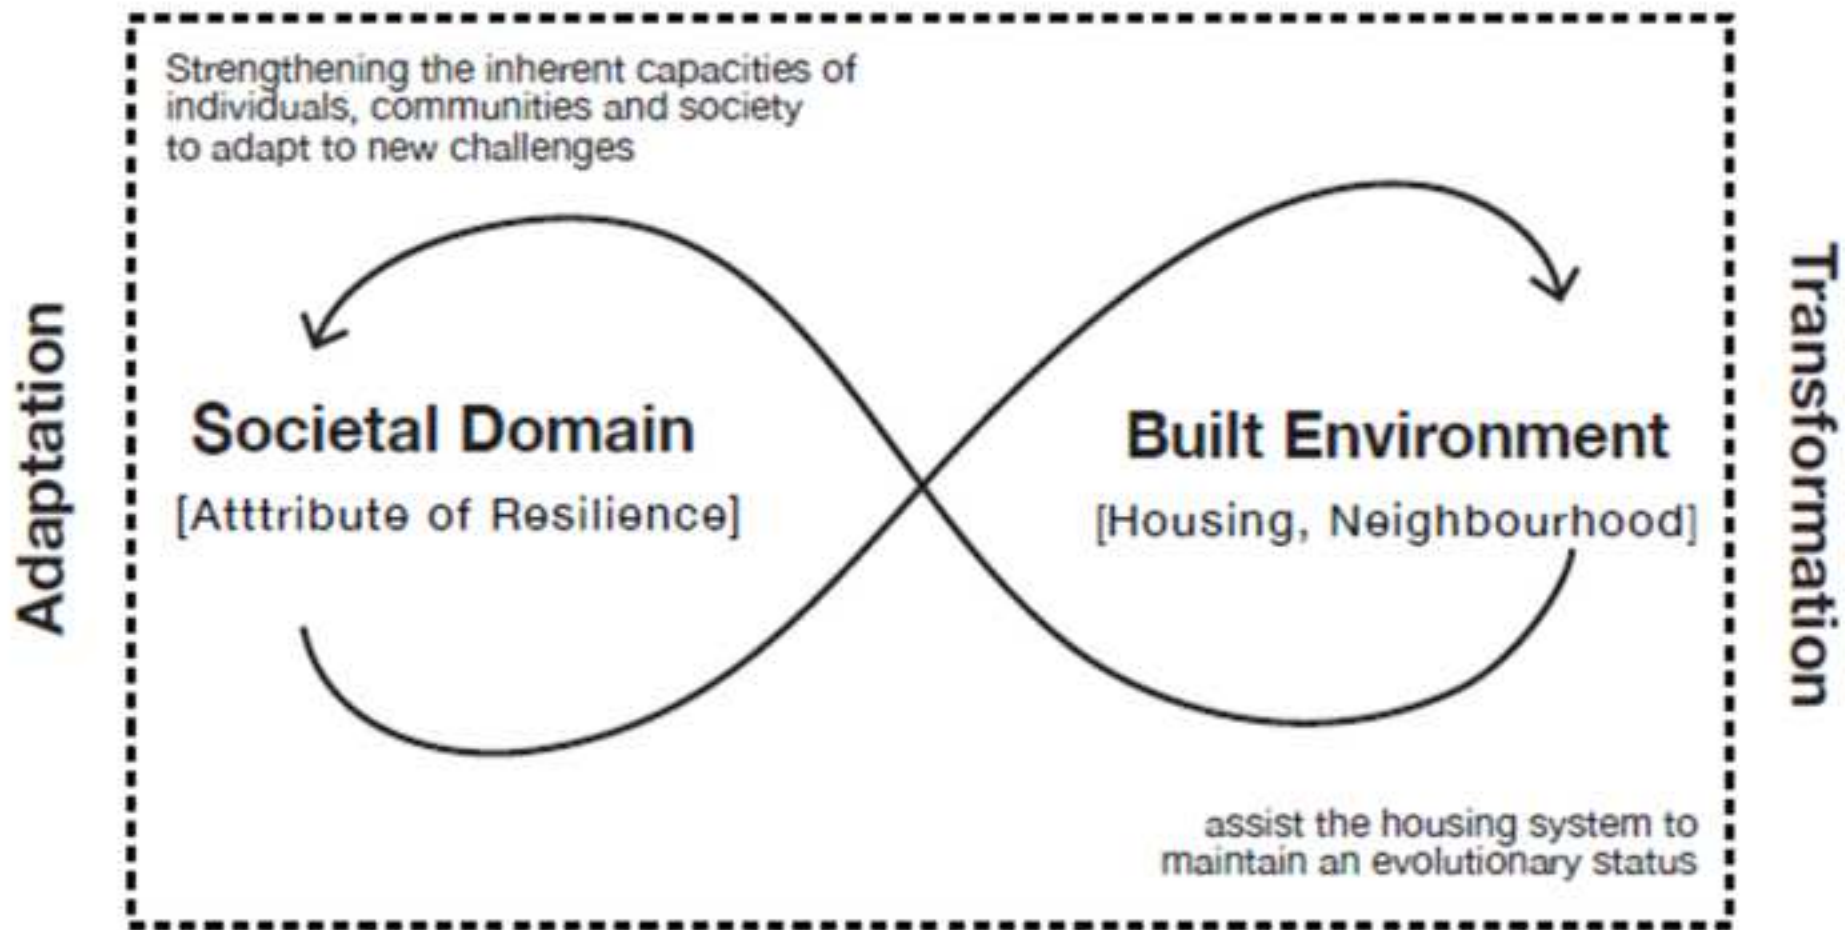 Strengthening the inherent capacities of
individuals, communities and society
to adapt to new challenges
Adaptation
Societal Domain
[Atttribute of Resilience]
Built Environment
[Housing, Neighbourhood]
Transformation
assist the housing system to
maintain an evolutionary status